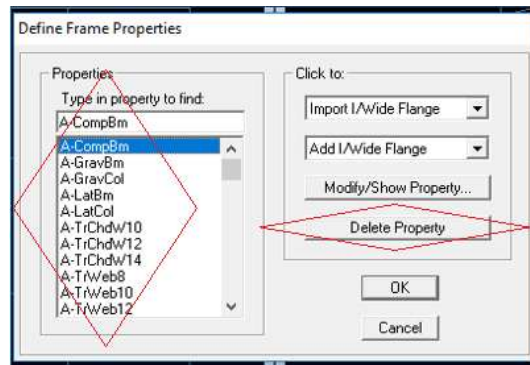 Define Frame Properties
Properties
Type in property to find:
A-CompBm
A-CompBm
A-GravBm
A-GravCol
A-LatBm
A-LatCol
A-TrChdW10
A-TrChdW12
A-TrChdW14
A-TrWeb8
A-TrWeb10
A-TrWeb12
Click to:
Import I/Wide Flange
Add I/Wide Flange
Modify/Show Property...
Delete Property
OK
Cancel